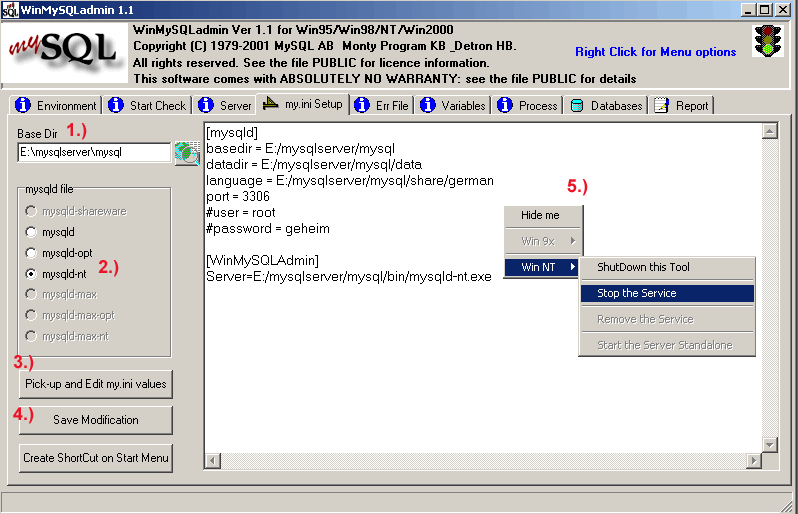 WinMySQLadmin 1.1
mySQL
WinMySQLadmin Ver 1.1 for Win95/Win98/NT/Win2000
Copyright (C) 1979-2001 MySQL AB  Monty Program KB _Detron HB.
All rights reserved. See the file PUBLIC for licence information.
This software comes with ABSOLUTELY NO WARRANTY: see the file PUBLIC for details
Right Click for Menu options
Environment
Start Check
Server
my.ini Setup
Err File
Variables
Process
Databases
Report
Base Dir
1.)
E:\mysqlserver\mysql
mysqld file
mysqld-shareware
mysqld
mysqld-opt
mysqld-nt
2.)
mysqld-max
mysqld-max-opt
mysqld-max-nt
3.)
Pick-up and Edit my.ini values
4.)
Save Modification
Create ShortCut on Start Menu
[mysqld]
basedir = E:/mysqlserver/mysql
datadir = E:/mysqlserver/mysql/data
language = E:/mysqlserver/mysql/share/german
port = 3306
#user = root
#password = geheim
[WinMySQLAdmin]
Server=E:/mysqlserver/mysql/bin/mysqld-nt.exe
5.)
Hide me
Win 9x
Win NT
ShutDown this Tool
Stop the Service
Remove the Service
Start the Server Standalone